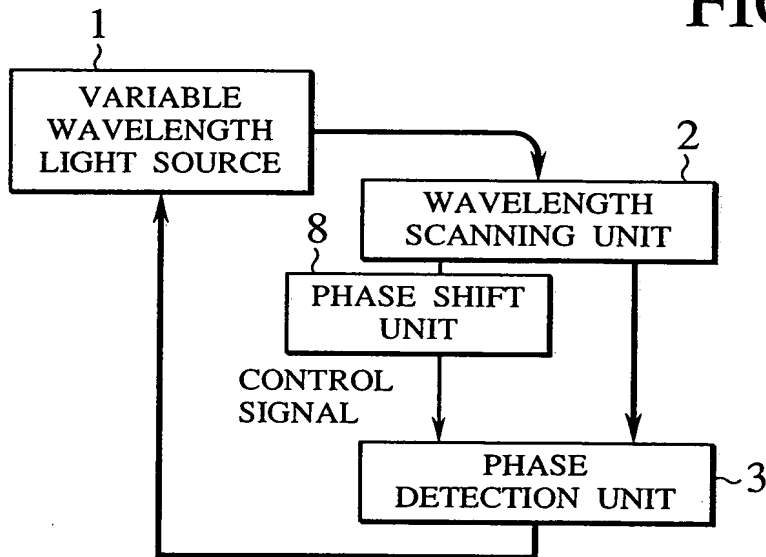 1
VARIABLE
WAVELENGTH
LIGHT SOURCE
2
WAVELENGTH
SCANNING UNIT
8
PHASE SHIFT
UNIT
CONTROL
SIGNAL
PHASE
DETECTION UNIT
3